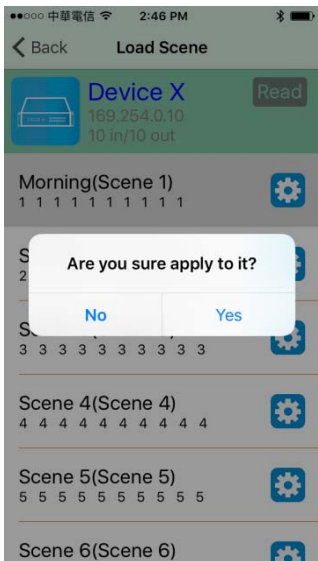 中華電信 2:46 PM
Back Load Scene
Device X
Read
169.254.0.10
10 in/10 out
Morning(Scene 1)
1 1 1 1 1 1 1 1 1 1
S
2
Are you sure apply to it?
No Yes
3 3 3 3 3 3 3 3 3 3
Scene 4(Scene 4)
4 4 4 4 4 4 4 4 4 4
Scene 5(Scene 5)
5 5 5 5 5 5 5 5 5 5
Scene 6(Scene 6)